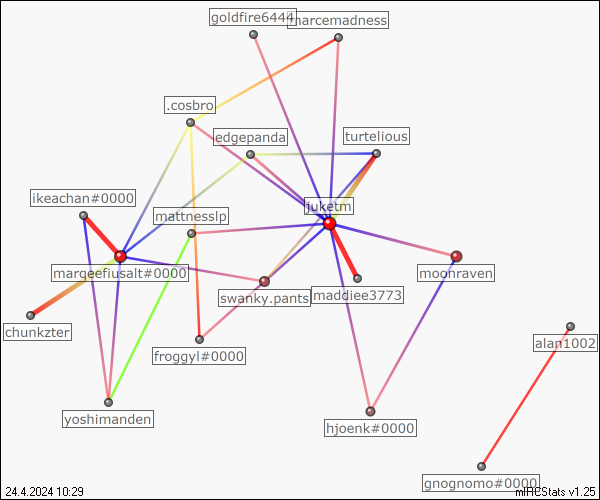 goldfire6444
marcemadness
.cosbro
edgepanda
turtelious
ikeachan#0000
mattnesslp
juketm
marqeefiusalt#0000
swanky.pants
maddiee3773
moonraven
chunkzter
froggyl#0000
alan1002
yoshimanden
hjoenk#0000
gnognomo#0000
24.4.2024 10:29
mIRCStats v1.25